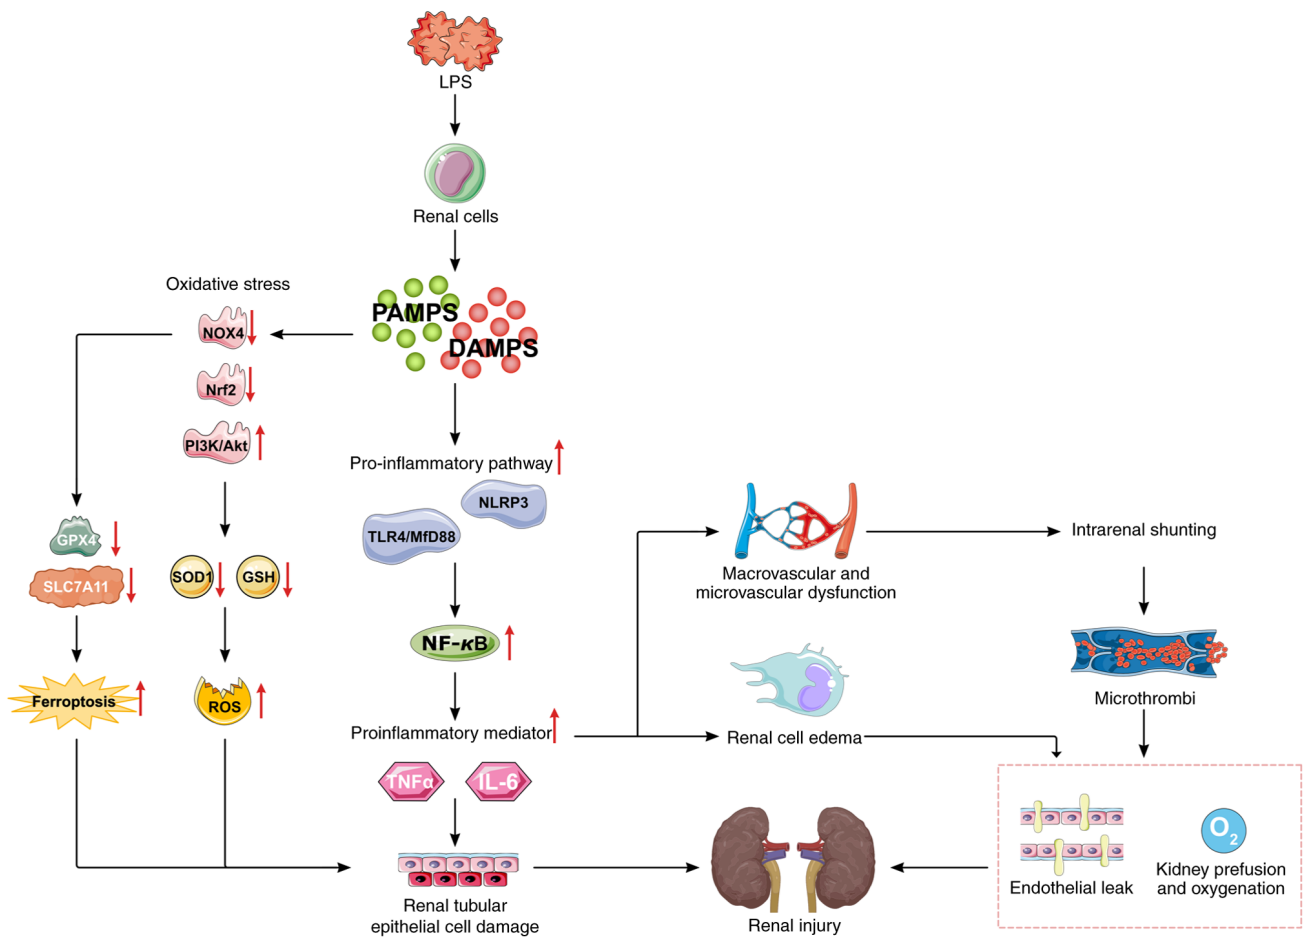 LPS
Renal cells
Oxidative stress
PAMPS
DAMPS
NOX4
Nrf2
PI3K/Akt
Pro-inflammatory pathway
NLRP3
TLR4/MfD88
GPX4
SLC7A11
SOD1
GSH
NF-κB
Ferroptosis
ROS
Proinflammatory mediator
TNFα
IL-6
Renal tubular
epithelial cell damage
Macrovascular and
microvascular dysfunction
Intrarenal shunting
Microthrombi
Renal cell edema
Endothelial leak
O2
Kidney prefusion
and oxygenation
Renal injury